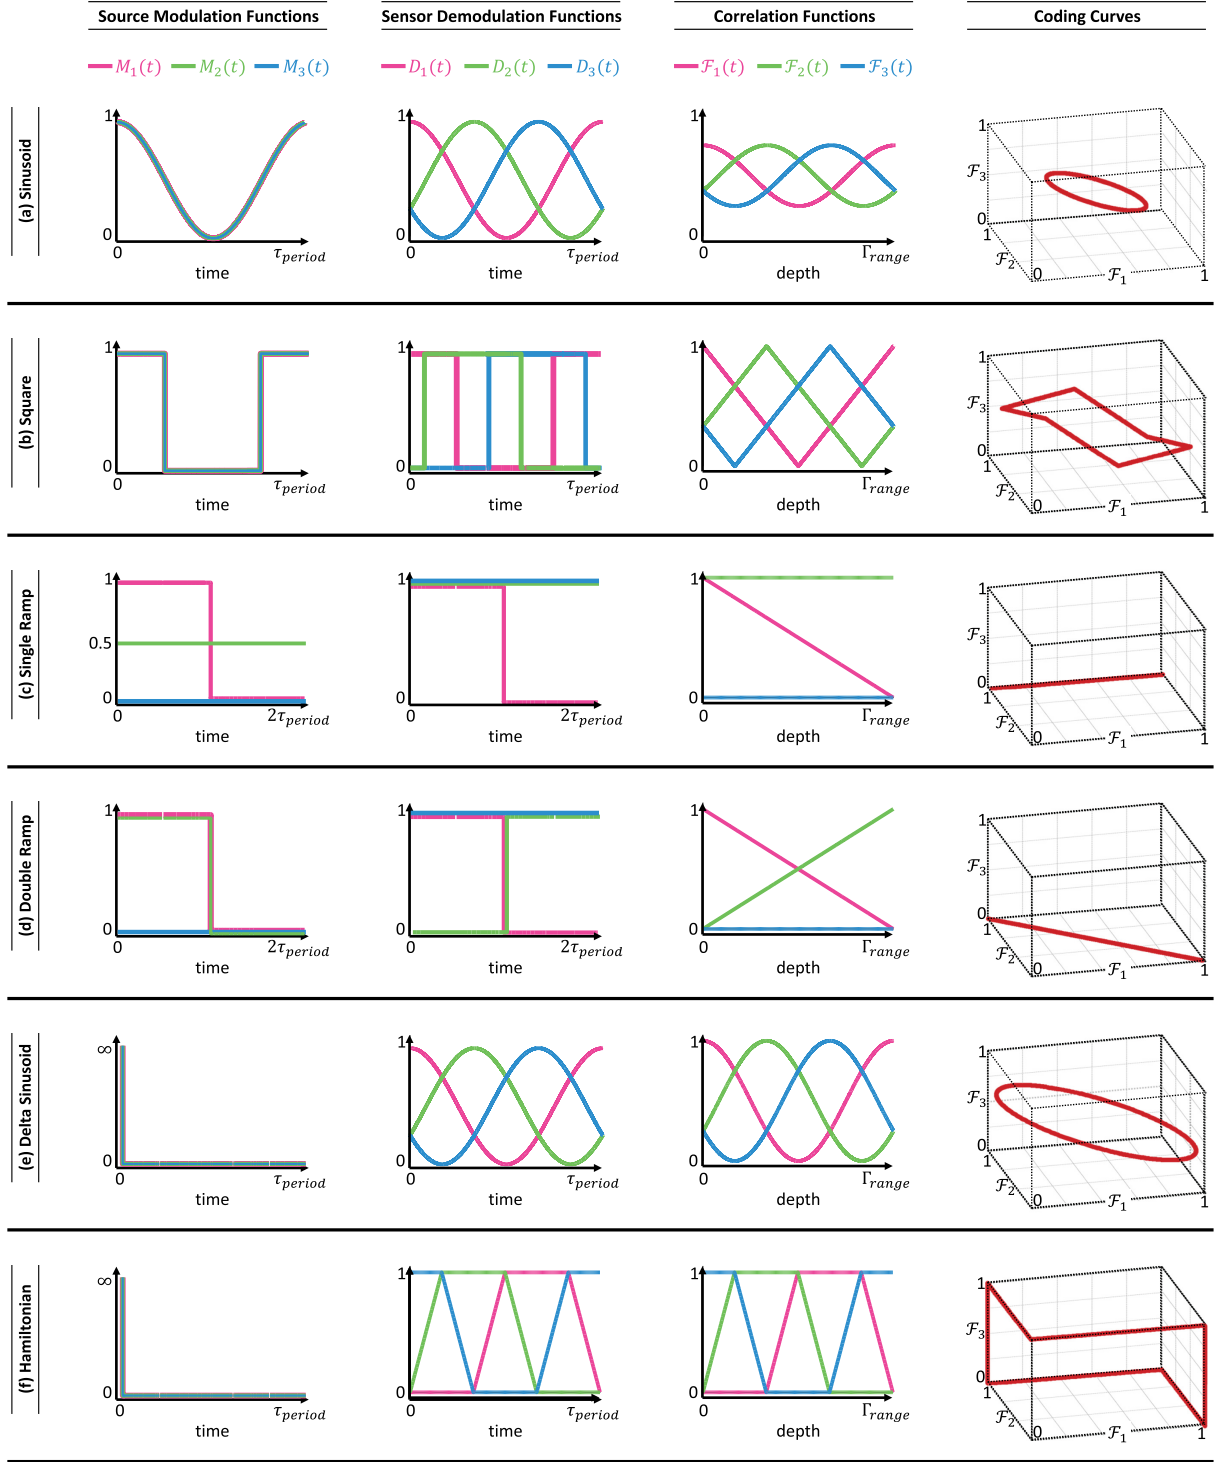 Source Modulation Functions Sensor Demodulation Functions Correlation Functions Coding Curves
M₁(t) M₂(t) M₃(t) D₁(t) D₂(t) D₃(t) ℱ₁(t) ℱ₂(t) ℱ₃(t)
(a) Sinusoid
1 1 1 1
ℱ₃
0 0 0 0
1
ℱ₂ 0 ℱ₁ 1
0 τperiod 0 τperiod 0 Γrange
time time depth
(b) Square
1 1 1 1
ℱ₃
0 0 0 0
1
ℱ₂ 0 ℱ₁ 1
0 τperiod 0 τperiod 0 Γrange
time time depth
(c) Single Ramp
1 1 1 1
0.5 ℱ₃
0 0 0 0
1
ℱ₂ 0 ℱ₁ 1
0 2τperiod 0 2τperiod 0 Γrange
time time depth
(d) Double Ramp
1 1 1 1
ℱ₃
0 0 0 0
1
ℱ₂ 0 ℱ₁ 1
0 2τperiod 0 2τperiod 0 Γrange
time time depth
(e) Delta Sinusoid
∞ 1 1 1
ℱ₃
0 0 0 0
1
ℱ₂ 0 ℱ₁ 1
0 τperiod 0 τperiod 0 Γrange
time time depth
(f) Hamiltonian
∞ 1 1 1
ℱ₃
0 0 0 0
1
ℱ₂ 0 ℱ₁ 1
0 τperiod 0 τperiod 0 Γrange
time time depth